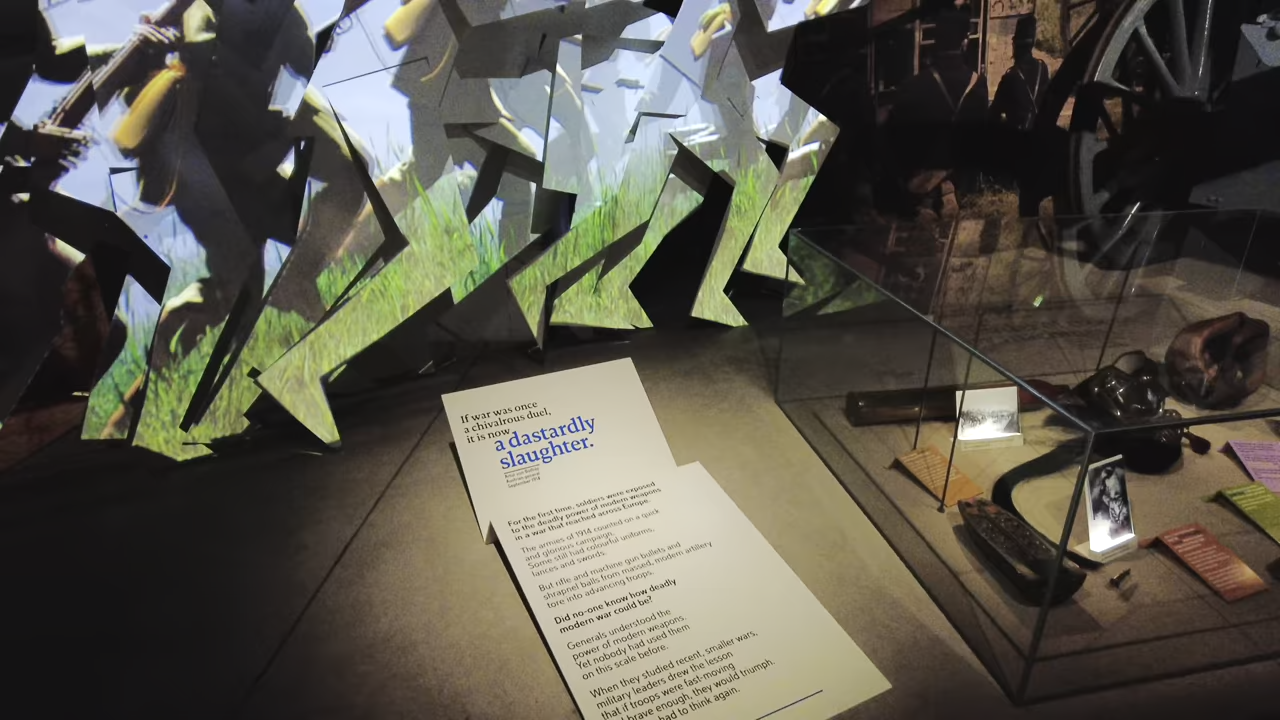 If war was once
a chivalrous duel,
it is now
a dastardly
slaughter.
Austrian general
September 1914
For the first time, soldiers were exposed
to the deadly power of modern weapons
in a war that reached across Europe.
The armies of 1914 counted on a quick
and glorious campaign.
Some still had colourful uniforms,
lances and swords.
But rifle and machine gun bullets and
shrapnel balls from massed, modern artillery
tore into advancing troops.
Did no-one know how deadly
modern war could be?
Generals understood the
power of modern weapons.
Yet nobody had used them
on this scale before.
When they studied recent, smaller wars,
military leaders drew the lesson
that if troops were fast-moving
brave enough, they would triumph.
had to think again.